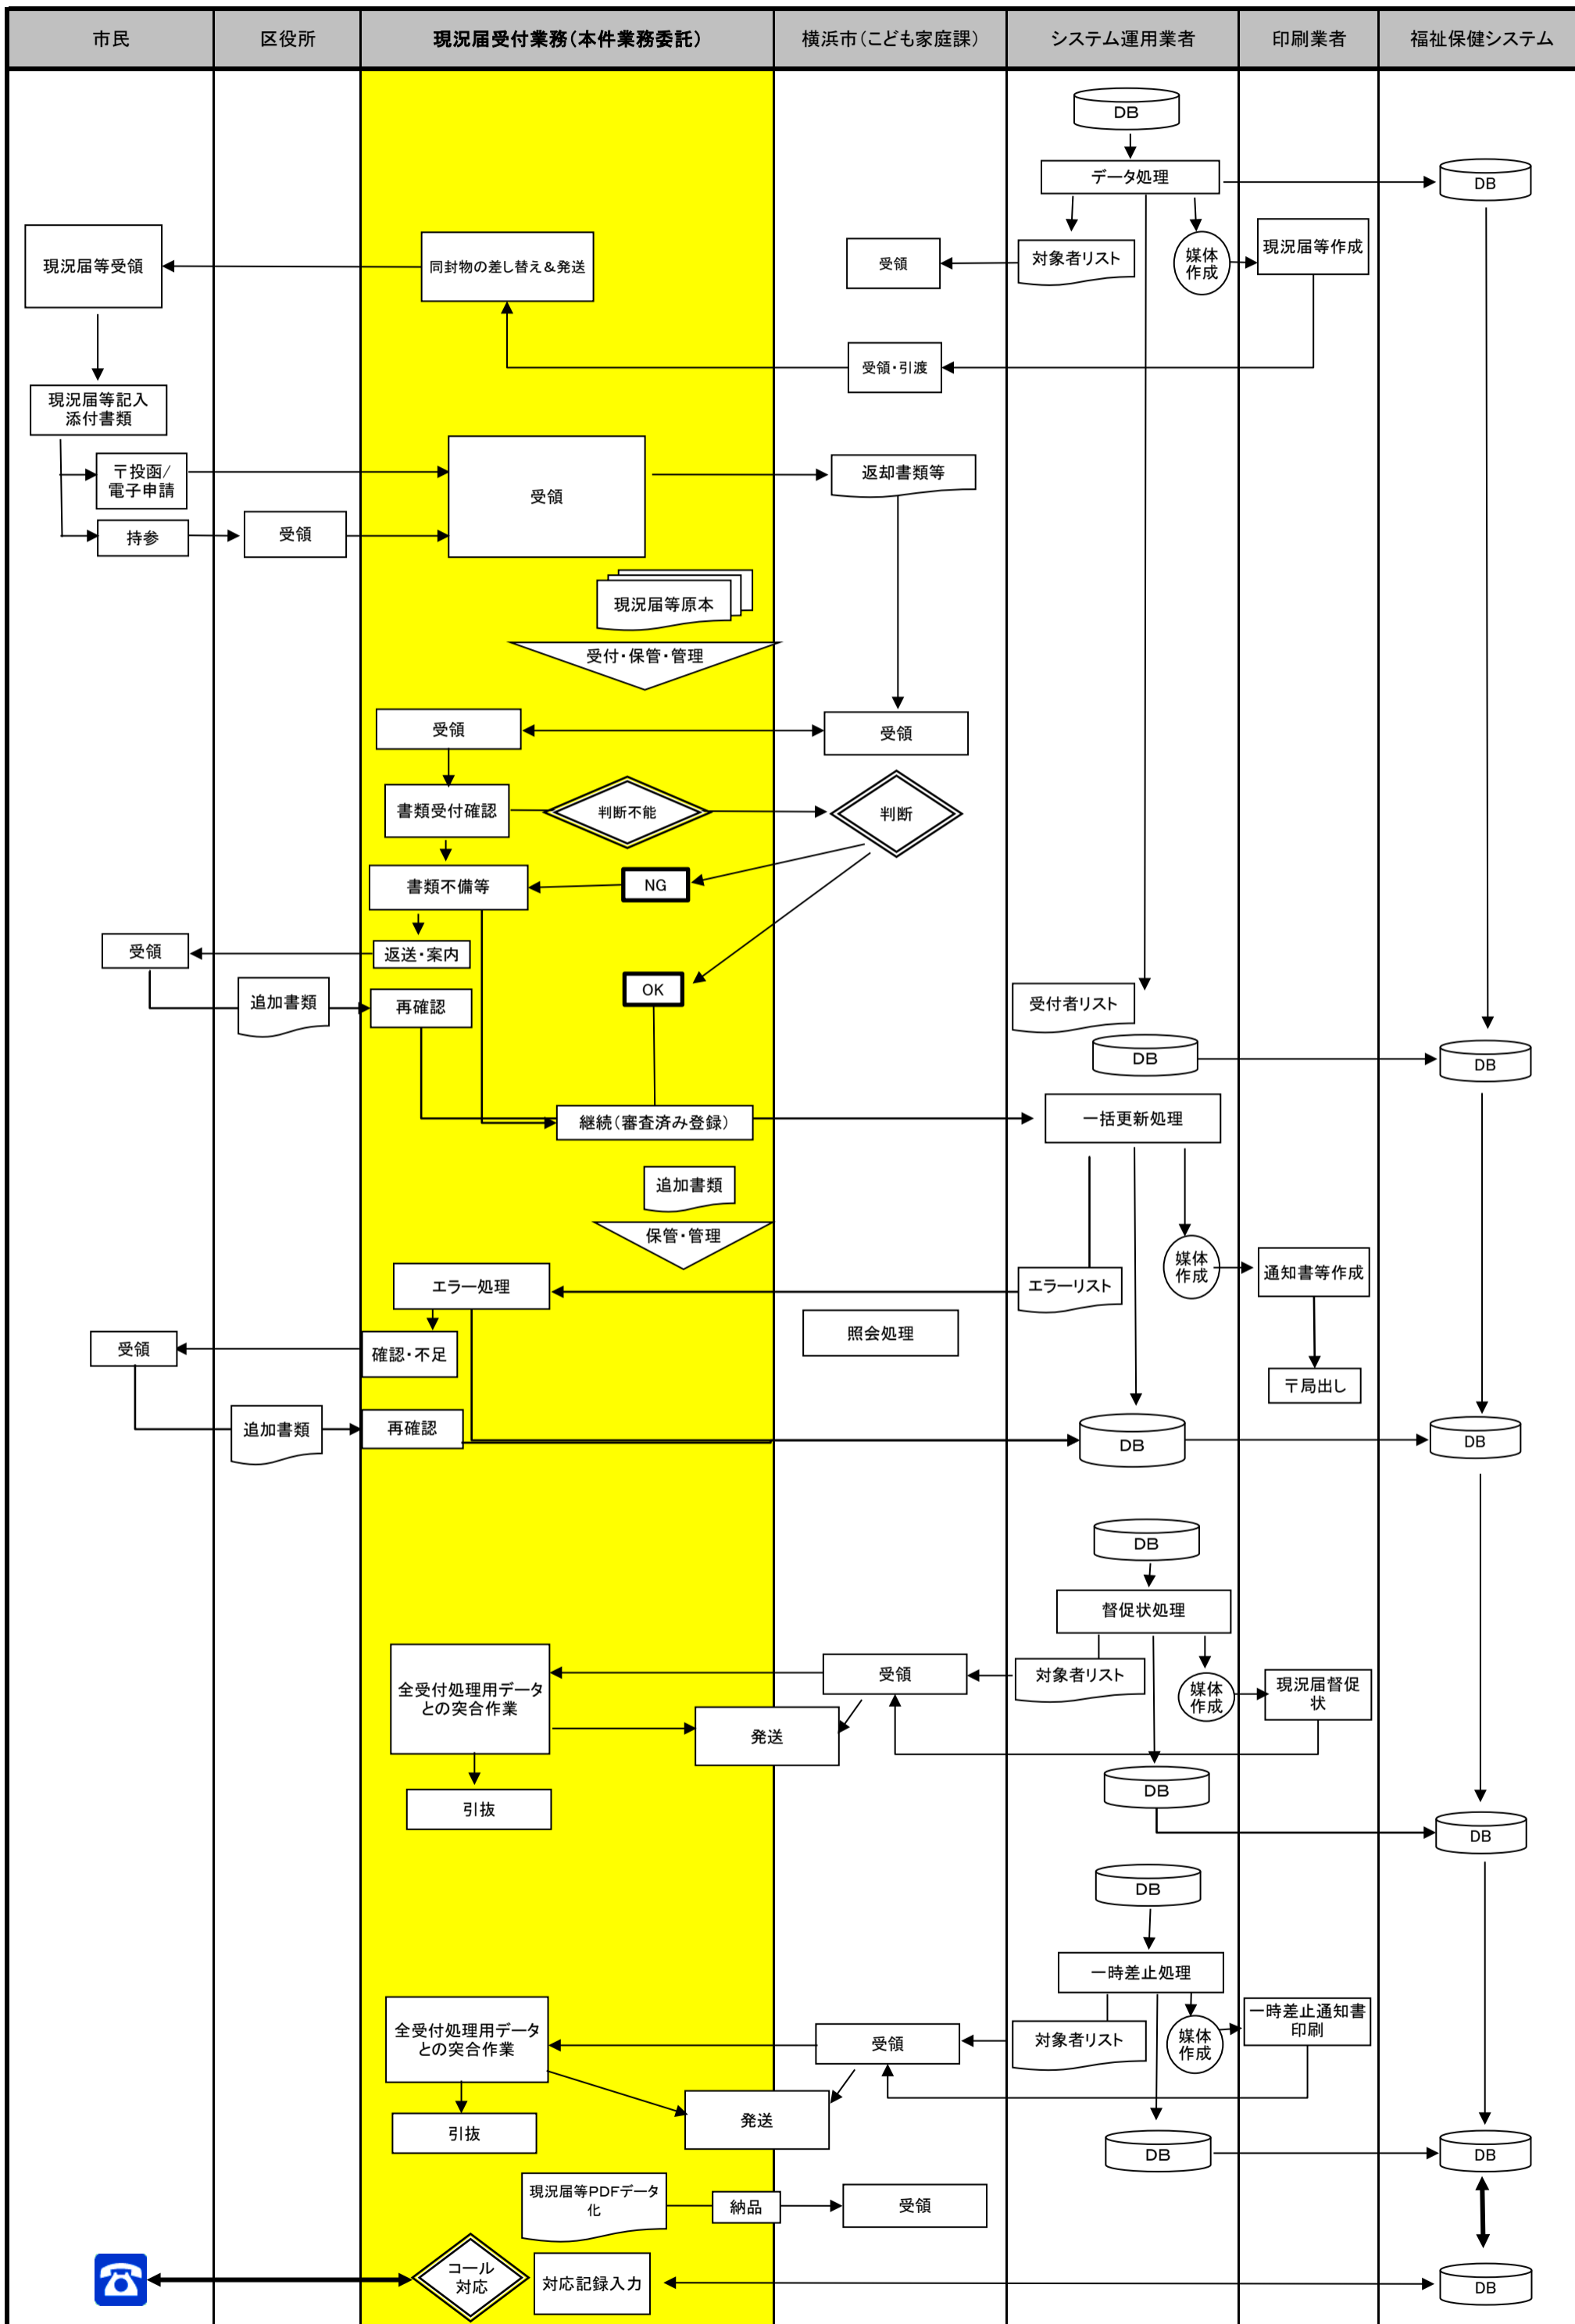 市民
区役所
現況届受付業務(本件業務委託)
横浜市(こども家庭課)
システム運用業者
印刷業者
福祉保健システム
DB
データ処理
DB
現況届等受領
同封物の差し替え&発送
受領
対象者リスト
媒体
作成
現況届等作成
受領・引渡
現況届等記入
添付書類
〒投函/
電子申請
受領
返却書類等
持参
受領
現況届等原本
受付・保管・管理
受領
受領
書類受付確認
判断不能
判断
書類不備等
NG
受領
返送・案内
追加書類
再確認
OK
受付者リスト
DB
DB
継続(審査済み登録)
一括更新処理
追加書類
保管・管理
エラー処理
エラーリスト
媒体
作成
通知書等作成
受領
確認・不足
照会処理
〒局出し
追加書類
再確認
DB
DB
DB
督促状処理
全受付処理用データ
との突合作業
受領
対象者リスト
媒体
作成
現況届督促
状
発送
引抜
DB
DB
DB
一時差止処理
全受付処理用データ
との突合作業
受領
対象者リスト
媒体
作成
一時差止通知書
印刷
発送
引抜
DB
DB
現況届等PDFデータ
化
納品
受領
コール
対応
対応記録入力
DB